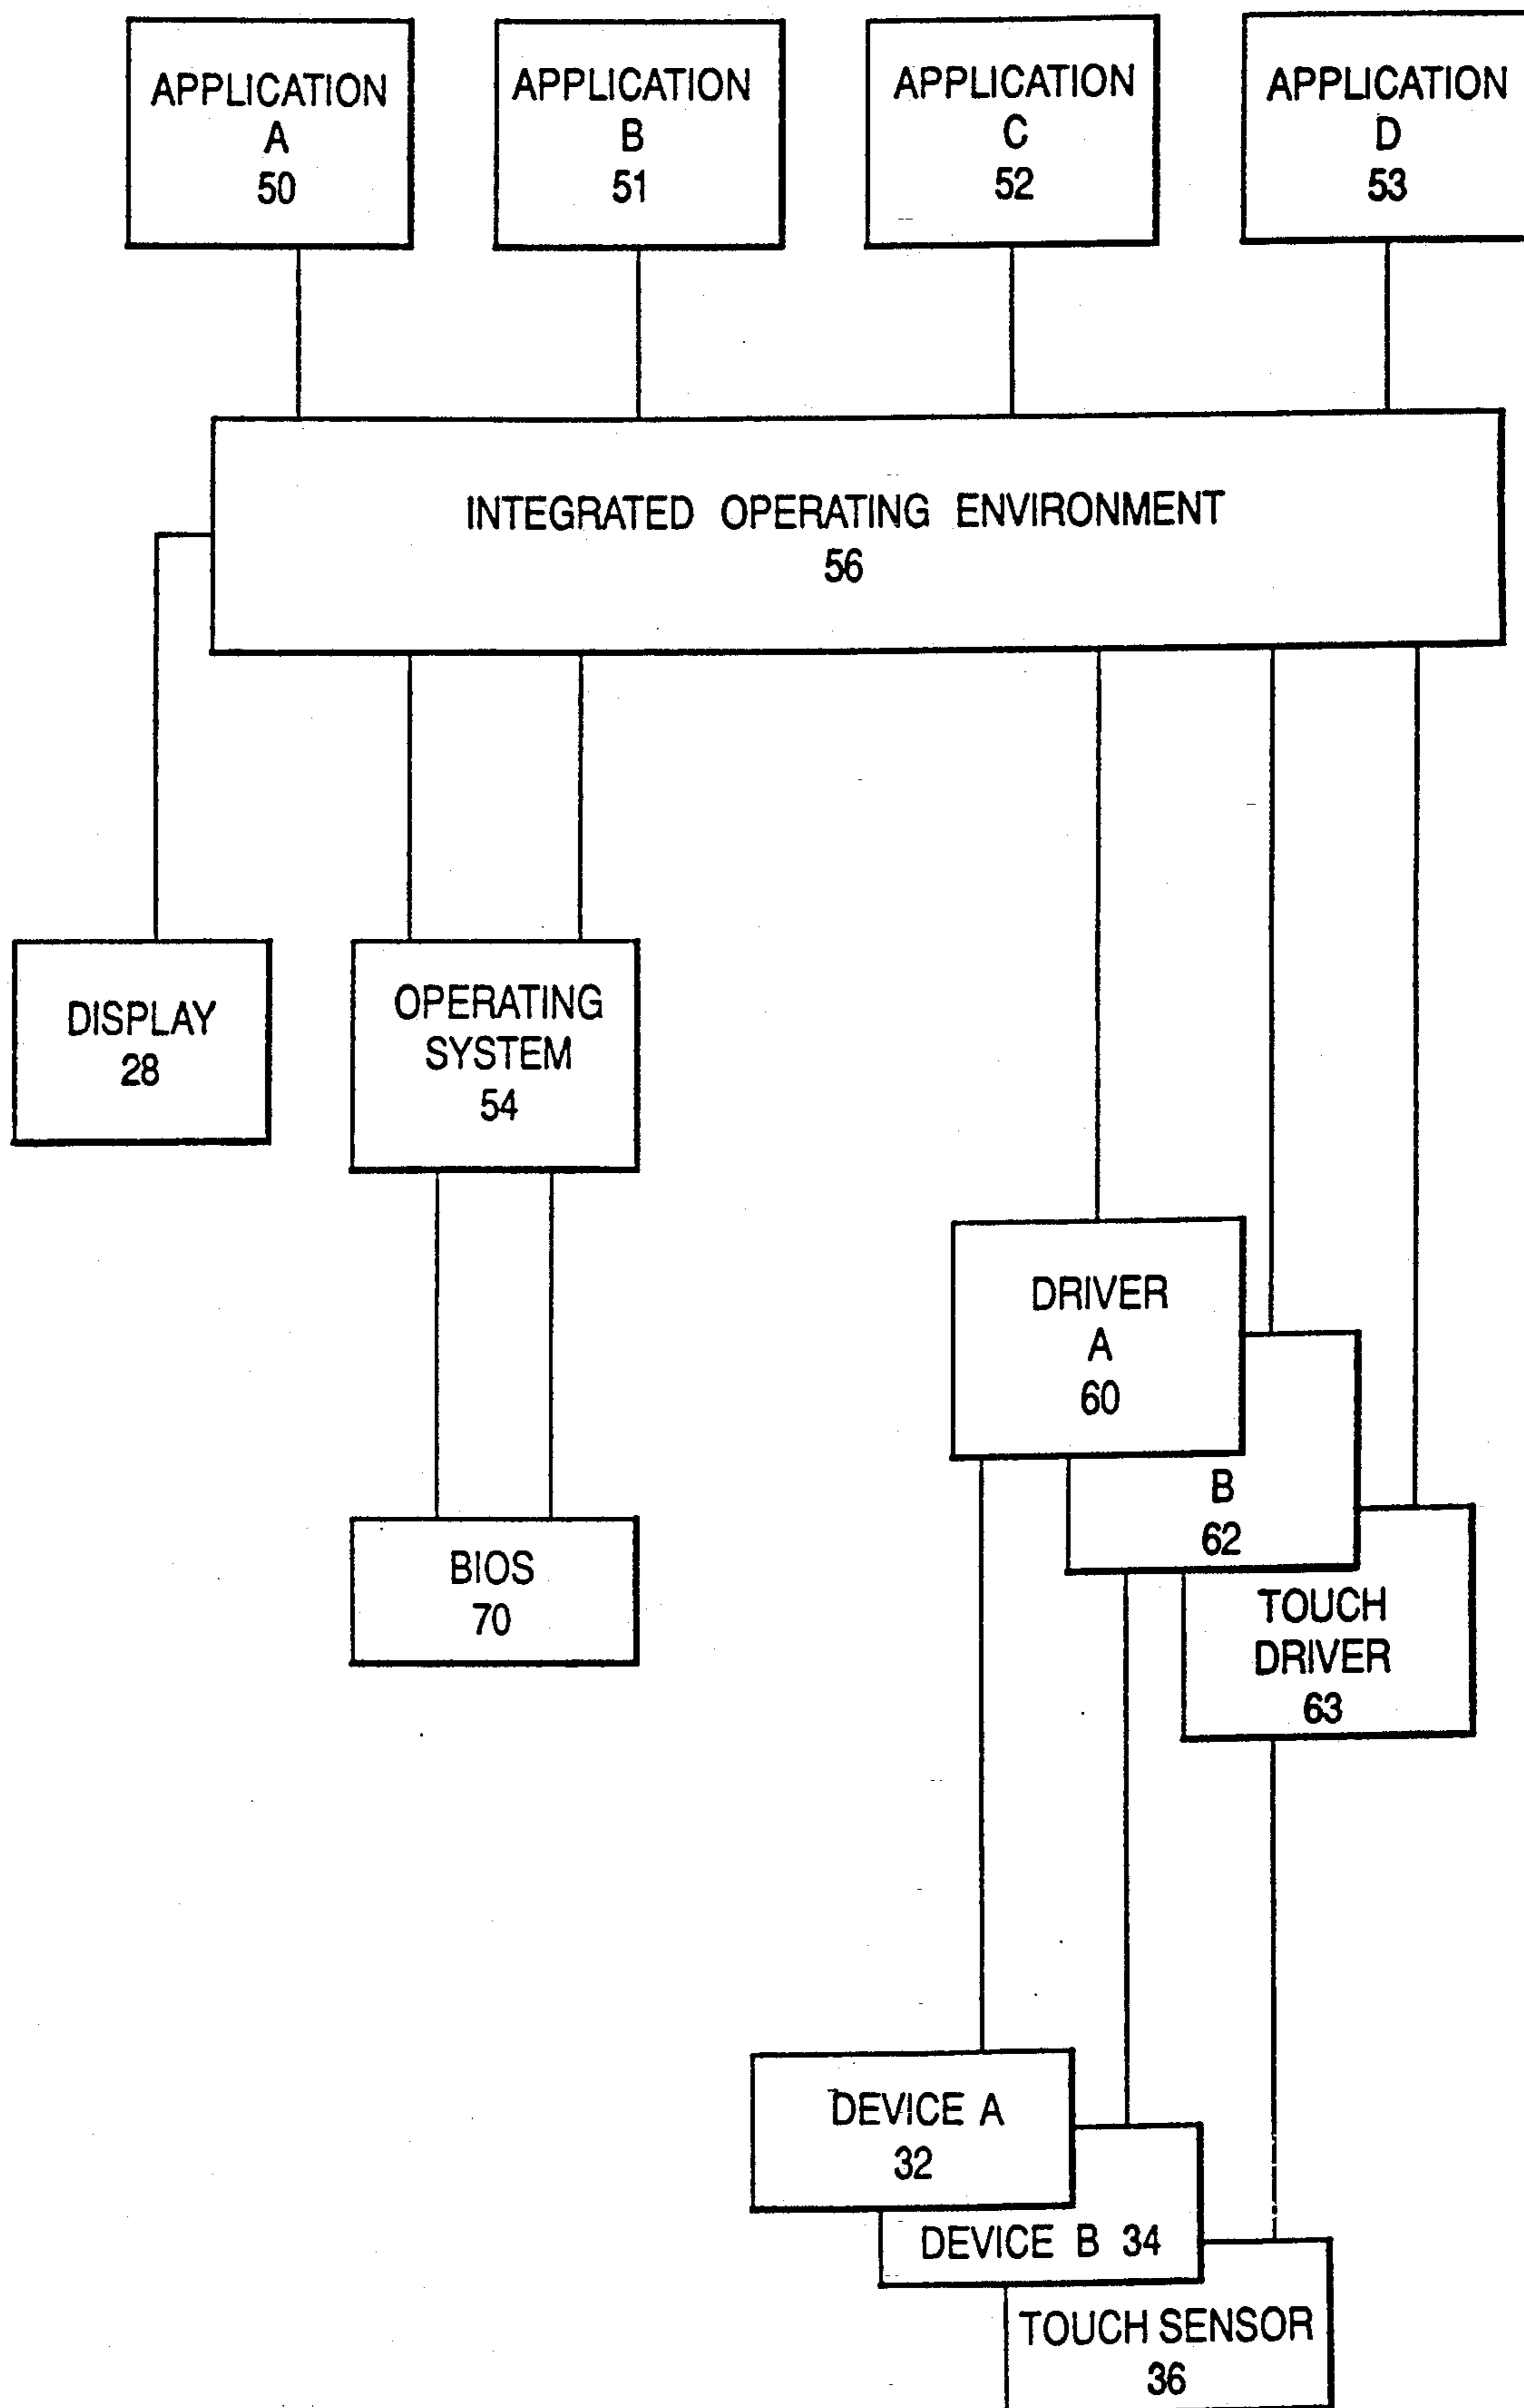 APPLICATION
A
50
APPLICATION
B
51
APPLICATION
C
52
APPLICATION
D
53
INTEGRATED OPERATING ENVIRONMENT
56
DISPLAY
28
OPERATING
SYSTEM
54
DRIVER
A
60
B
62
BIOS
70
TOUCH
DRIVER
63
DEVICE A
32
DEVICE B 34
TOUCH SENSOR
36